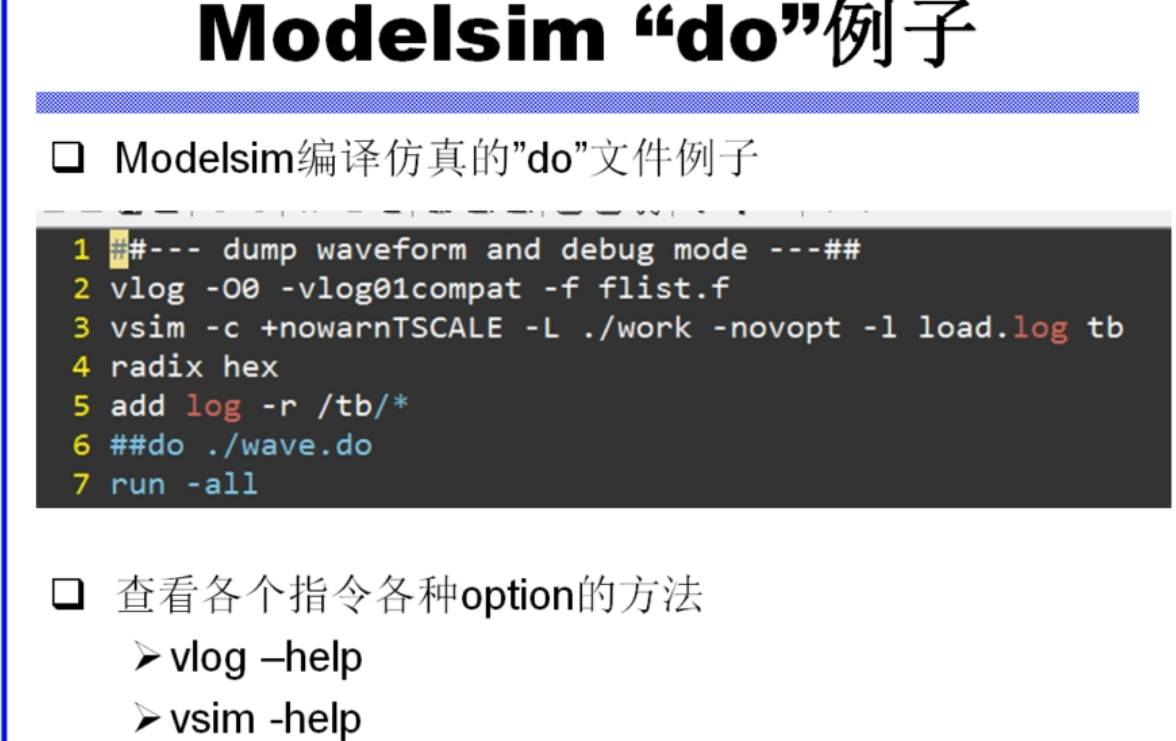 Modelsim “do”例子
Modelsim编译仿真的”do”文件例子
1 ##--- dump waveform and debug mode ---##
2 vlog -O0 -vlog01compat -f flist.f
3 vsim -c +nowarnTSCALE -L ./work -novopt -l load.log tb
4 radix hex
5 add log -r /tb/*
6 ##do ./wave.do
7 run -all
查看各个指令各种option的方法
vlog –help
vsim -help